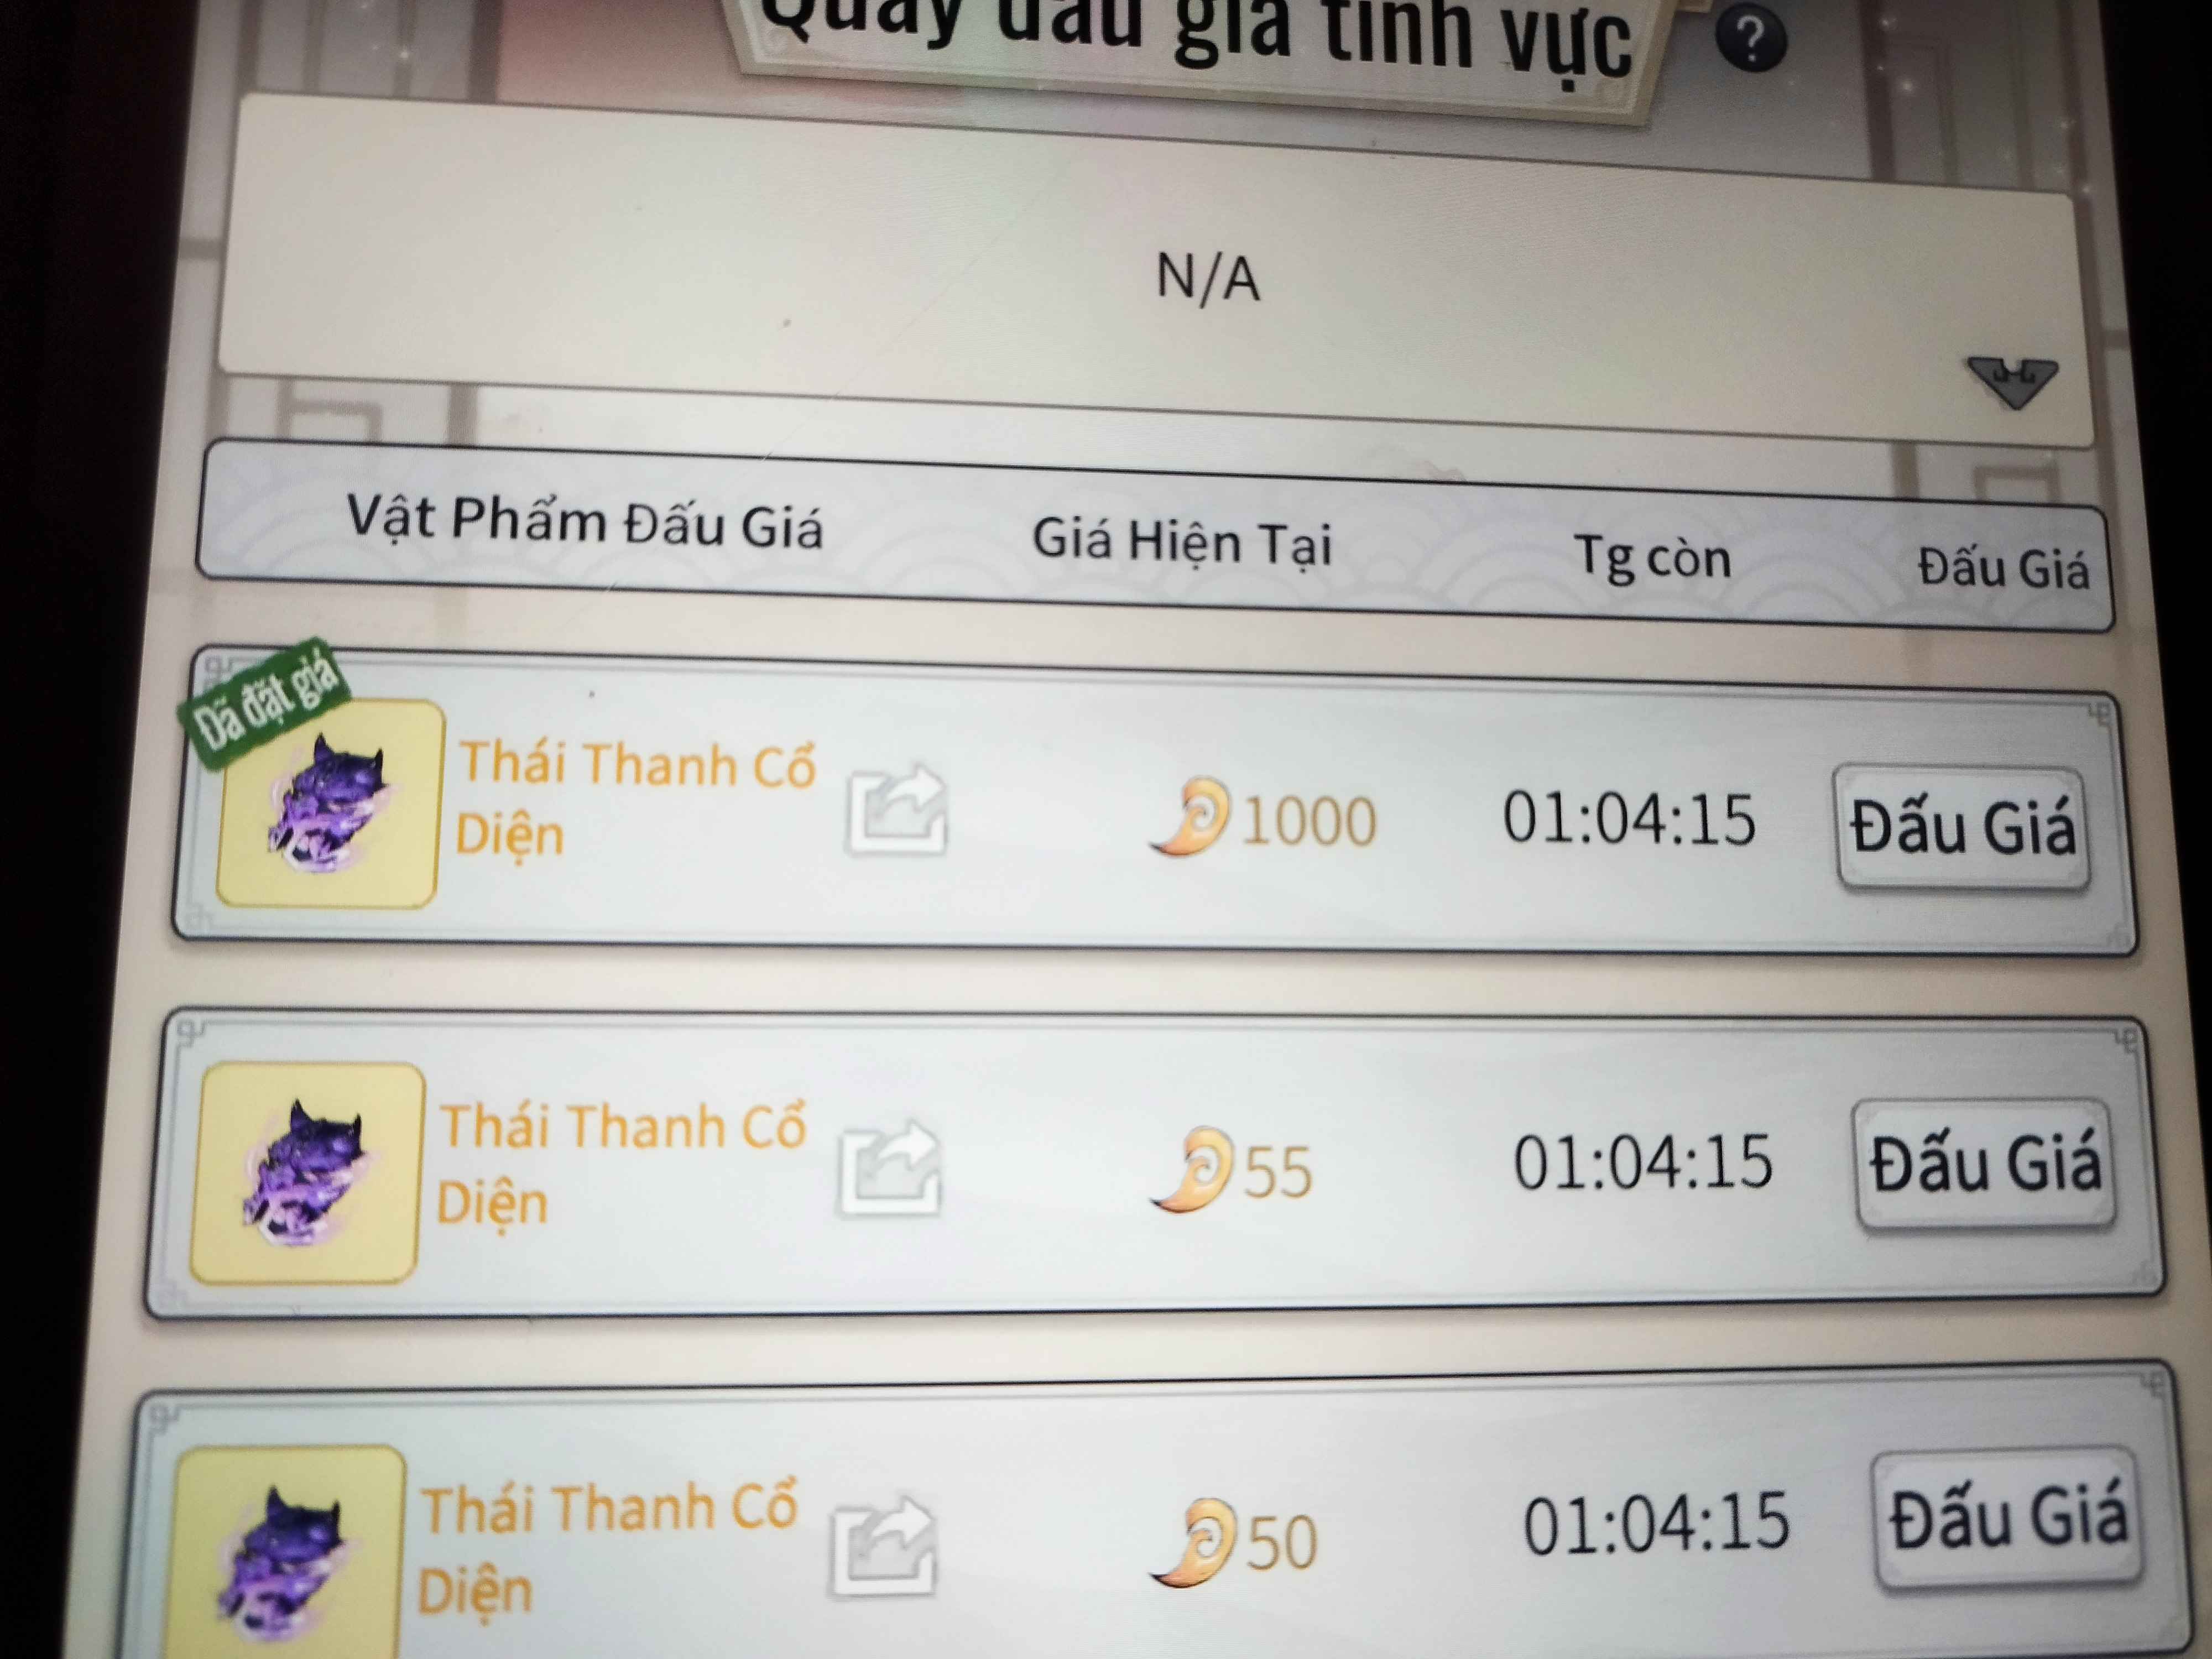 Quầy đấu giá tinh vực
?
N/A
Vật Phẩm Đấu Giá Giá Hiện Tại Tg còn Đấu Giá
Đã đặt giá
Thái Thanh Cổ
Diện
1000 01:04:15 Đấu Giá
Thái Thanh Cổ
Diện
55 01:04:15 Đấu Giá
Thái Thanh Cổ
Diện
50 01:04:15 Đấu Giá